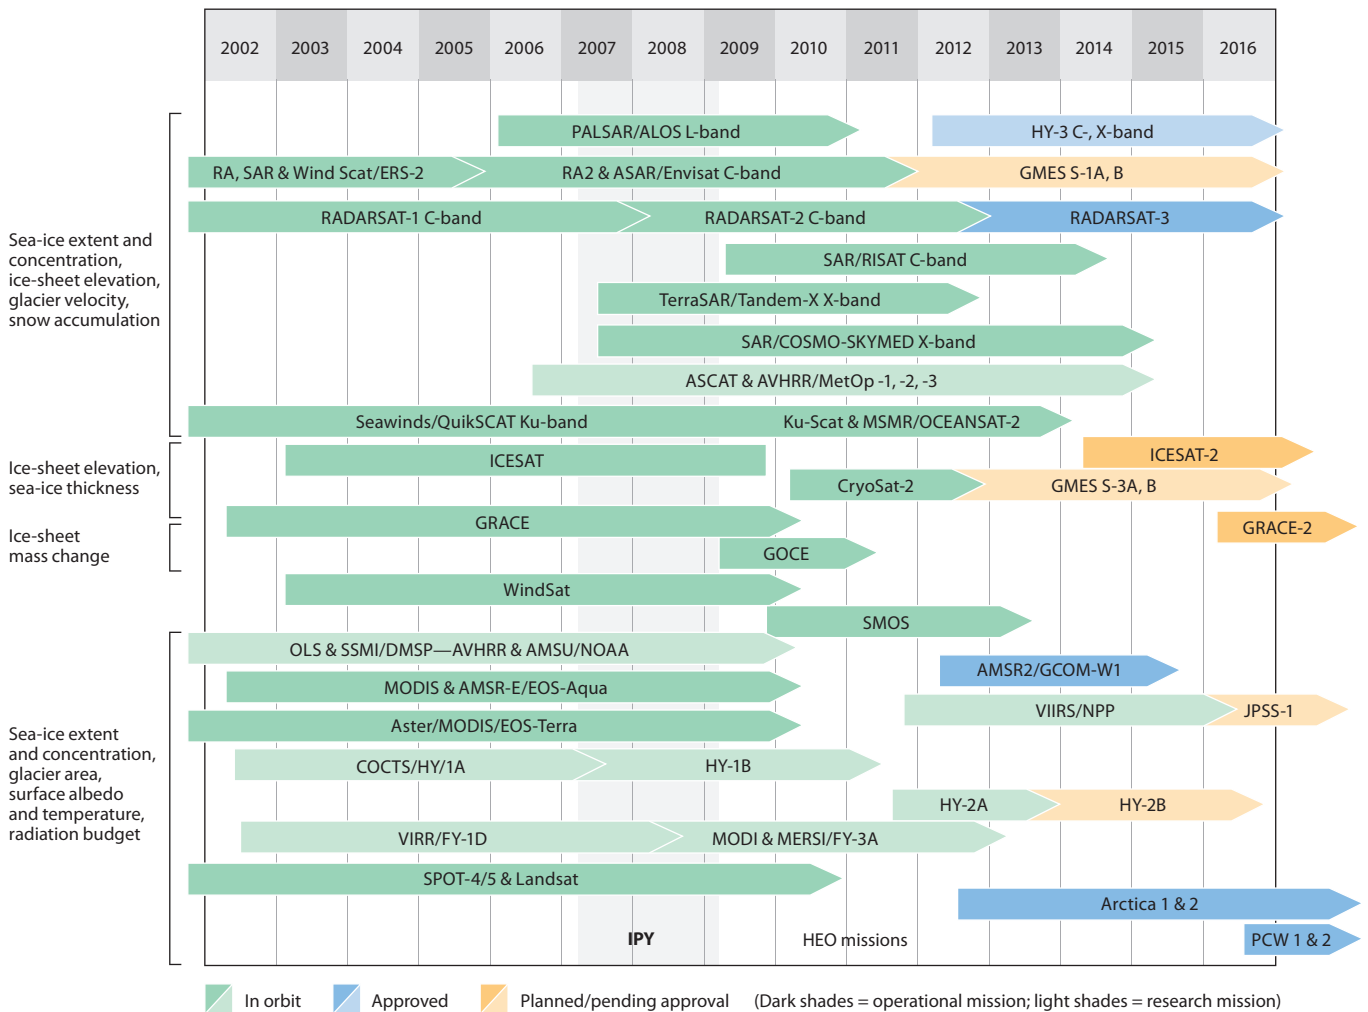 2002 2003 2004 2005 2006 2007 2008 2009 2010 2011 2012 2013 2014 2015 2016
Sea-ice extent and
concentration,
ice-sheet elevation,
glacier velocity,
snow accumulation
PALSAR/ALOS L-band
HY-3 C-, X-band
RA, SAR & Wind Scat/ERS-2
RA2 & ASAR/Envisat C-band
GMES S-1A, B
RADARSAT-1 C-band
RADARSAT-2 C-band
RADARSAT-3
SAR/RISAT C-band
TerraSAR/Tandem-X X-band
SAR/COSMO-SKYMED X-band
ASCAT & AVHRR/MetOp -1, -2, -3
Seawinds/QuikSCAT Ku-band
Ku-Scat & MSMR/OCEANSAT-2
Ice-sheet elevation,
sea-ice thickness
ICESAT
ICESAT-2
CryoSat-2
GMES S-3A, B
Ice-sheet
mass change
GRACE
GRACE-2
GOCE
WindSat
SMOS
Sea-ice extent
and concentration,
glacier area,
surface albedo
and temperature,
radiation budget
OLS & SSMI/DMSP—AVHRR & AMSU/NOAA
AMSR2/GCOM-W1
MODIS & AMSR-E/EOS-Aqua
VIIRS/NPP
JPSS-1
Aster/MODIS/EOS-Terra
COCTS/HY/1A
HY-1B
HY-2A
HY-2B
VIRR/FY-1D
MODI & MERSI/FY-3A
SPOT-4/5 & Landsat
Arctica 1 & 2
IPY
HEO missions
PCW 1 & 2
In orbit
Approved
Planned/pending approval
(Dark shades = operational mission; light shades = research mission)